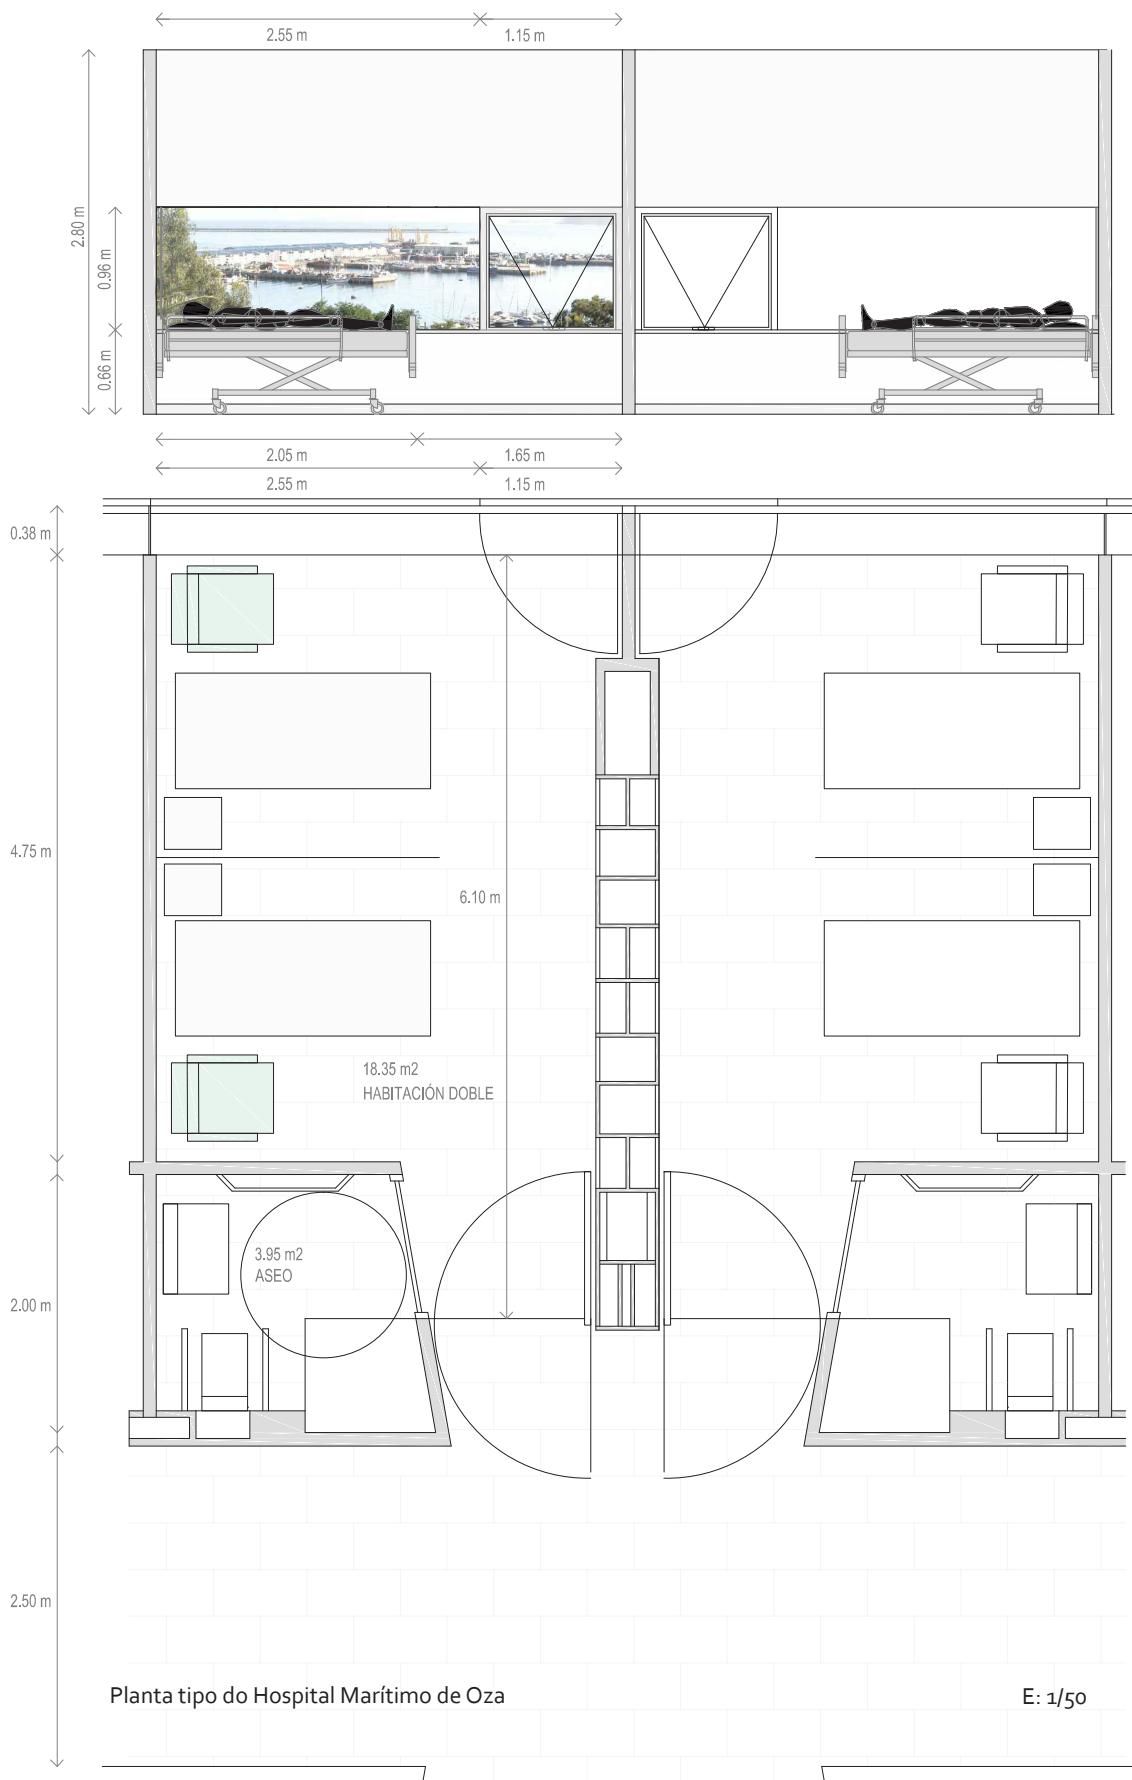 2.55 m
1.15 m
2.80 m
0.96 m
0.66 m
2.05 m
1.65 m
2.55 m
1.15 m
0.38 m
4.75 m
6.10 m
18.35 m2
HABITACIÓN DOBLE
3.95 m2
ASEO
2.00 m
2.50 m
Planta tipo do Hospital Marítimo de Oza
E: 1/50